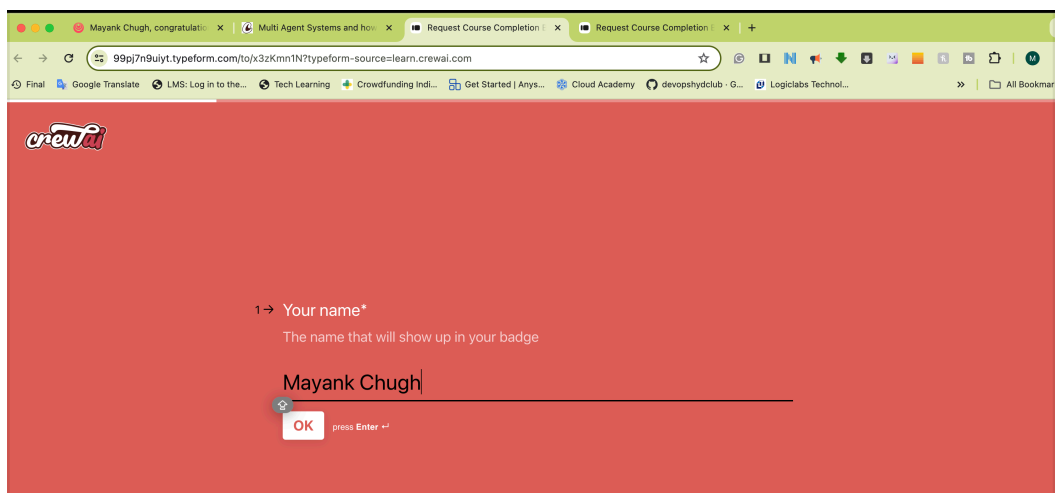 Mayank Chugh, congratulatio
Multi Agent Systems and how
Request Course Completion E
Request Course Completion E
99pj7n9uiyt.typeform.com/to/x3zKmn1N?typeform-source=learn.crewai.com
Final
Google Translate
LMS: Log in to the...
Tech Learning
Crowdfunding Indi...
Get Started | Anys...
Cloud Academy
devopshydclub · G...
Logiclabs Technol...
All Bookmar
crewai
1 → Your name*
The name that will show up in your badge
Mayank Chugh
OK press Enter ↵